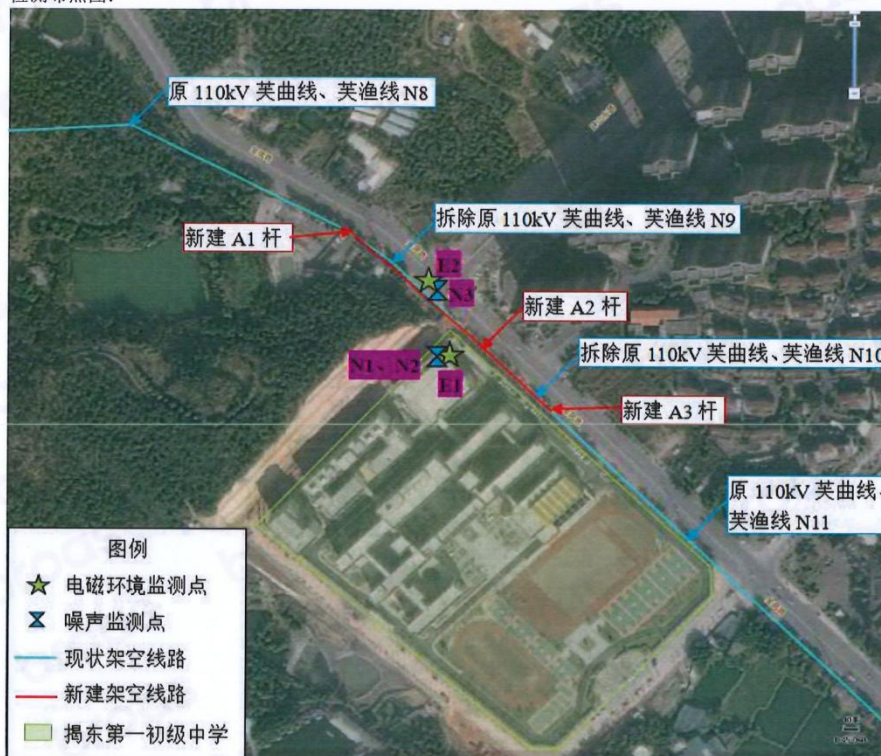 原 110kV 芙曲线、芙渔线 N8
拆除原 110kV 芙曲线、芙渔线 N9
新建 A1 杆
E2
N3
新建 A2 杆
拆除原 110kV 芙曲线、芙渔线 N10
N1、N2
E1
新建 A3 杆
原 110kV 芙曲线、
芙渔线 N11
图例
电磁环境监测点
噪声监测点
现状架空线路
新建架空线路
揭东第一初级中学